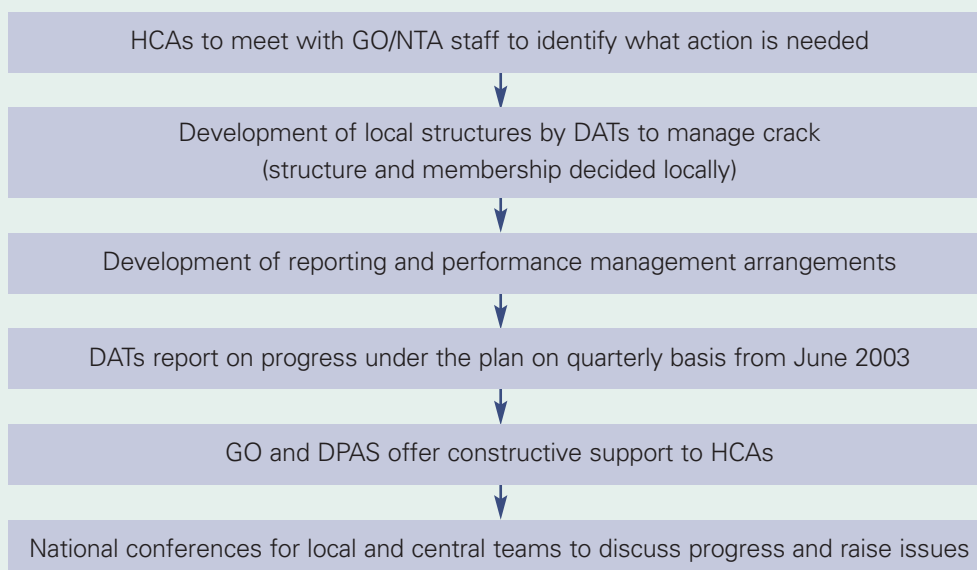 HCAs to meet with GO/NTA staff to identify what action is needed
Development of local structures by DATs to manage crack
(structure and membership decided locally)
Development of reporting and performance management arrangements
DATs report on progress under the plan on quarterly basis from June 2003
GO and DPAS offer constructive support to HCAs
National conferences for local and central teams to discuss progress and raise issues